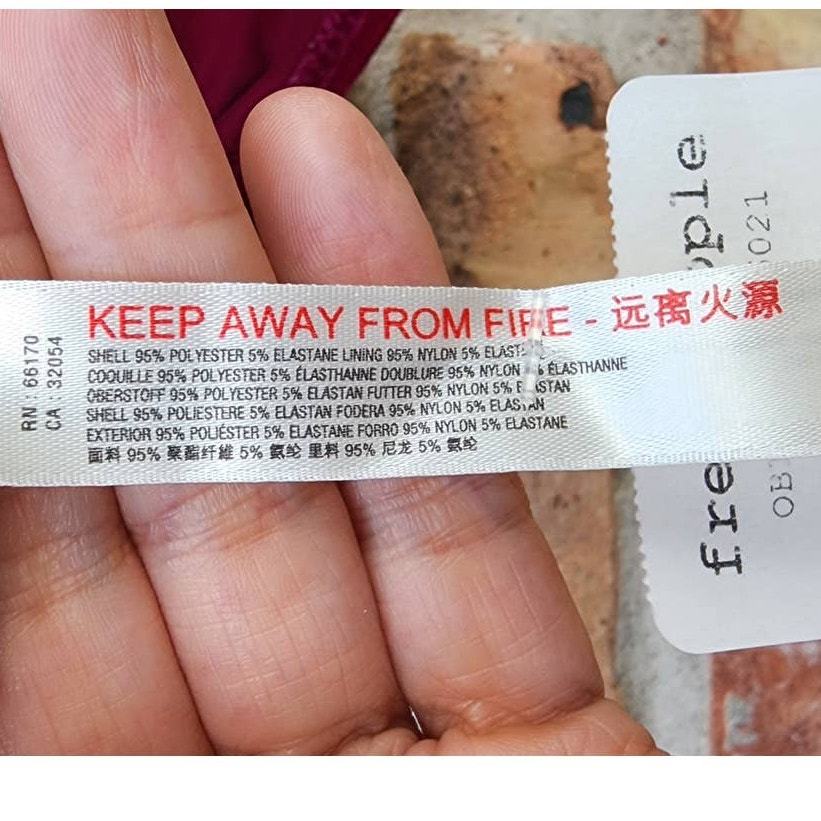 KEEP AWAY FROM FIRE - 远离火源
SHELL 95% POLYESTER 5% ELASTANE LINING 95% NYLON 5% ELAST
COQUILLE 95% POLYESTER 5% ÉLASTHANNE DOUBLURE 95% NYLON % ÉLASTHANNE
OBERSTOFF 95% POLYESTER 5% ELASTAN FUTTER 95% NYLON 5% ELASTAN
SHELL 95% POLIESTERE 5% ELASTAN FODERA 95% NYLON 5% ELASTAN
EXTERIOR 95% POLIÉSTER 5% ELASTANE FORRO 95% NYLON 5% ELASTANE
面料 95% 聚酯纤维 5% 氨纶 里料 95% 尼龙 5% 氨纶
RN : 66170
CA : 32054
fre ople
OB 021